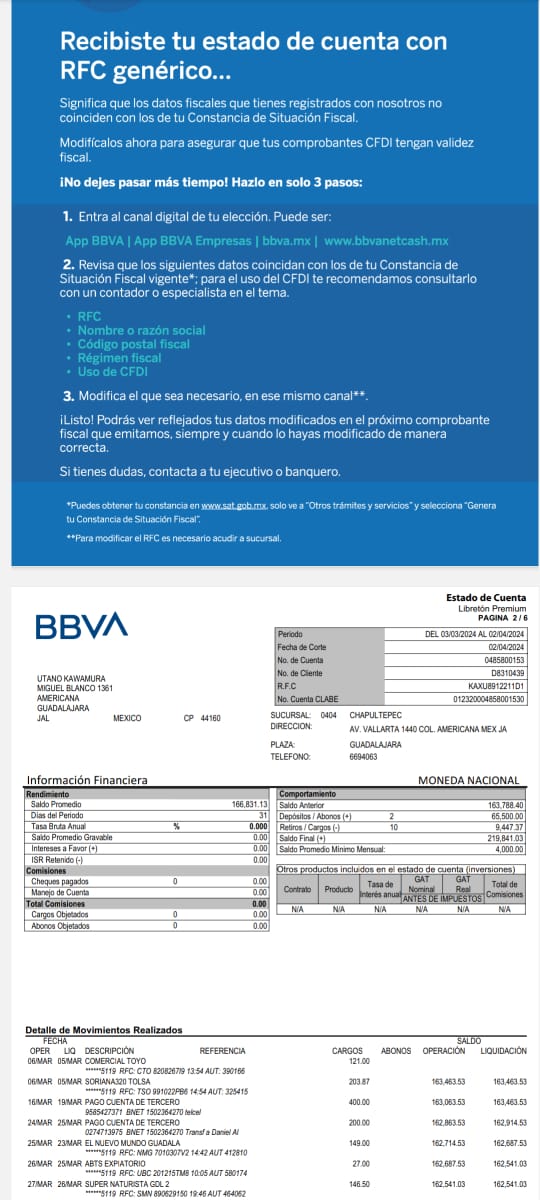 Recibiste tu estado de cuenta con
RFC genérico...
Significa que los datos fiscales que tienes registrados con nosotros no
coinciden con los de tu Constancia de Situación Fiscal.
Modifícalos ahora para asegurar que tus comprobantes CFDI tengan validez
fiscal.
¡No dejes pasar más tiempo! Hazlo en solo 3 pasos:
1. Entra al canal digital de tu elección. Puede ser:
App BBVA | App BBVA Empresas | bbva.mx | www.bbvanetcash.mx
2. Revisa que los siguientes datos coincidan con los de tu Constancia de
Situación Fiscal vigente*; para el uso del CFDI te recomendamos consultarlo
con un contador o especialista en el tema.
• RFC
• Nombre o razón social
• Código postal fiscal
• Régimen fiscal
• Uso de CFDI
3. Modifica el que sea necesario, en ese mismo canal**.
¡Listo! Podrás ver reflejados tus datos modificados en el próximo comprobante
fiscal que emitamos, siempre y cuando lo hayas modificado de manera
correcta.
Si tienes dudas, contacta a tu ejecutivo o banquero.
*Puedes obtener tu constancia en www.sat.gob.mx, solo ve a "Otros trámites y servicios" y selecciona "Genera
tu Constancia de Situación Fiscal".
**Para modificar el RFC es necesario acudir a sucursal.
Estado de Cuenta
Libretón Premium
PAGINA 2 / 6
BBVA
Periodo DEL 03/03/2024 AL 02/04/2024
Fecha de Corte 02/04/2024
No. de Cuenta 0485800153
No. de Cliente D8310439
R.F.C KAXU8912211D1
No. Cuenta CLABE 012320004858001530
UTANO KAWAMURA
MIGUEL BLANCO 1361
AMERICANA
GUADALAJARA
JAL MEXICO CP 44160
SUCURSAL: 0404 CHAPULTEPEC
DIRECCION: AV. VALLARTA 1440 COL. AMERICANA MEX JA
PLAZA: GUADALAJARA
TELEFONO: 6694063
Información Financiera
MONEDA NACIONAL
Rendimiento
Saldo Promedio 166,831.13
Días del Periodo 31
Tasa Bruta Anual % 0.000
Saldo Promedio Gravable 0.00
Intereses a Favor (+) 0.00
ISR Retenido (-) 0.00
Comisiones
Cheques pagados 0 0.00
Manejo de Cuenta 0.00
Total Comisiones 0.00
Cargos Objetados 0 0.00
Abonos Objetados 0 0.00
Comportamiento
Saldo Anterior 163,788.40
Depósitos / Abonos (+) 2 65,500.00
Retiros / Cargos (-) 10 9,447.37
Saldo Final (+) 219,841.03
Saldo Promedio Mínimo Mensual: 4,000.00
Otros productos incluidos en el estado de cuenta (inversiones)
Contrato Producto Tasa de Interés anual GAT Nominal GAT Real Total de Comisiones
ANTES DE IMPUESTOS
N/A N/A N/A N/A N/A N/A
Detalle de Movimientos Realizados
FECHA SALDO
OPER LIQ DESCRIPCIÓN REFERENCIA CARGOS ABONOS OPERACIÓN LIQUIDACIÓN
06/MAR 05/MAR COMERCIAL TOYO 121.00
******5119 RFC: CTO 820826719 13:54 AUT: 390166
06/MAR 05/MAR SORIANA320 TOLSA 203.87 163,463.53 163,463.53
******5119 RFC: TSO 991022PB6 14:54 AUT: 325415
16/MAR 19/MAR PAGO CUENTA DE TERCERO 400.00 163,063.53 163,463.53
9585427371 BNET 1502364270 telcel
24/MAR 25/MAR PAGO CUENTA DE TERCERO 200.00 162,863.53 162,914.53
0274713975 BNET 1502364270 Transf a Daniel Al
25/MAR 23/MAR EL NUEVO MUNDO GUADALA 149.00 162,714.53 162,687.53
******5119 RFC: NMG 7010307V2 14:42 AUT 412810
26/MAR 25/MAR ABTS EXPIATORIO 27.00 162,687.53 162,541.03
******5119 RFC: UBC 201215TM8 10:05 AUT 580174
27/MAR 26/MAR SUPER NATURISTA GDL 2 146.50 162,541.03 162,541.03
******5119 RFC: SMN 890629150 19:46 AUT 464062